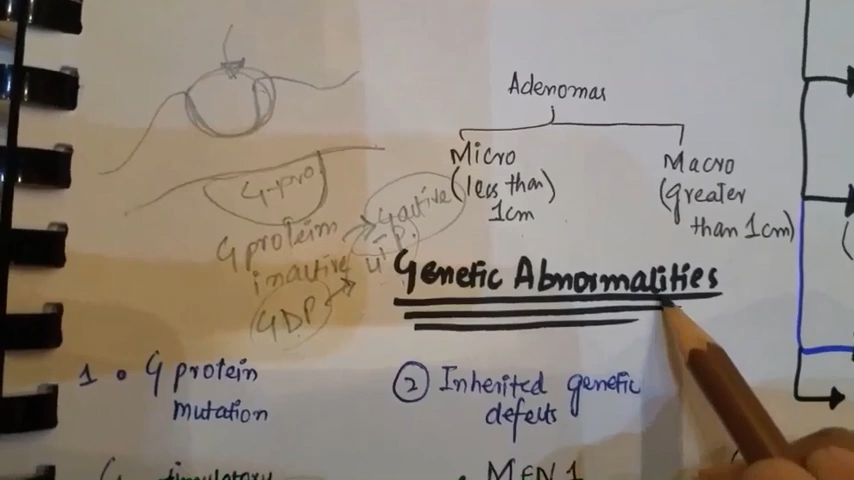 Adenomas
Micro
(less than
1cm
Macro
(greater
than 1cm)
G-pro
G protein
inactive
GDP
G active
Genetic Abnormalities
1. G protein
mutation
② Inherited genetic
defects
MEN 1